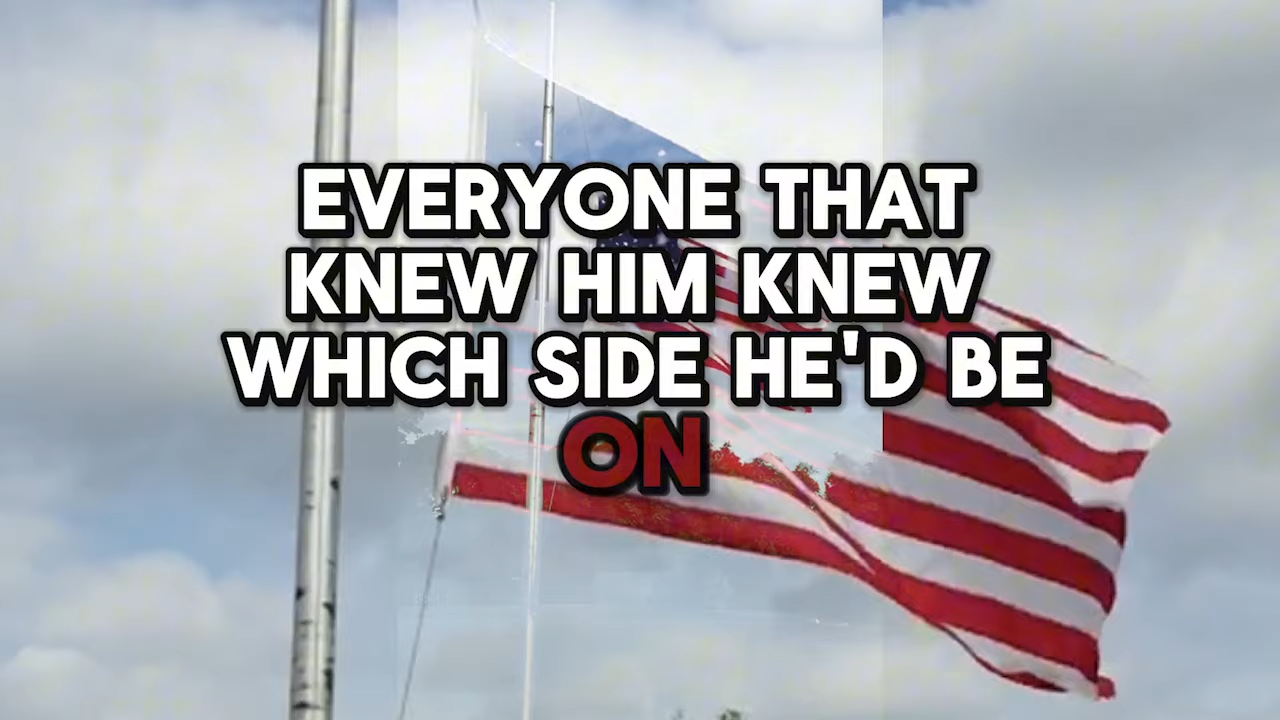 EVERYONE THAT
KNEW HIM KNEW
WHICH SIDE HE'D BE
ON